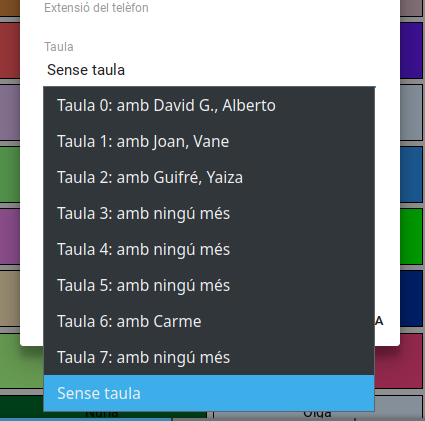 Extensió del telèfon
Taula
Sense taula
Taula 0: amb David G., Alberto
Taula 1: amb Joan, Vane
Taula 2: amb Guifré, Yaiza
Taula 3: amb ningú més
Taula 4: amb ningú més
Taula 5: amb ningú més
Taula 6: amb Carme
A
Taula 7: amb ningú més
Sense taula
Núria
Olga